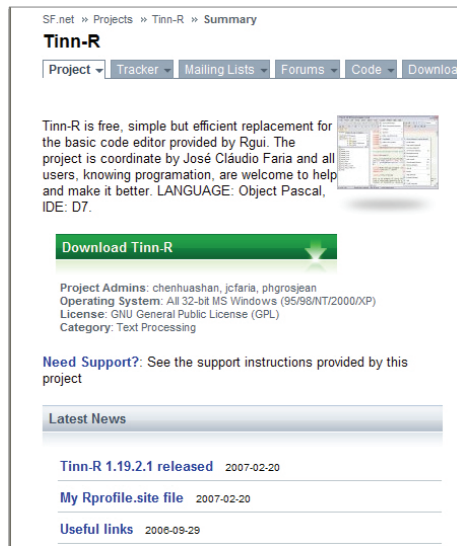 SF.net » Projects » Tinn-R » Summary
Tinn-R
Project Tracker Mailing Lists Forums Code Downloa
Tinn-R is free, simple but efficient replacement for
the basic code editor provided by Rgui. The
project is coordinate by José Cláudio Faria and all
users, knowing programation, are welcome to help
and make it better. LANGUAGE: Object Pascal,
IDE: D7.
Download Tinn-R
Project Admins: chenhuashan, jcfaria, phgrosjean
Operating System: All 32-bit MS Windows (95/98/NT/2000/XP)
License: GNU General Public License (GPL)
Category: Text Processing
Need Support?: See the support instructions provided by this
project
Latest News
Tinn-R 1.19.2.1 released 2007-02-20
My Rprofile.site file 2007-02-20
Useful links 2006-09-29